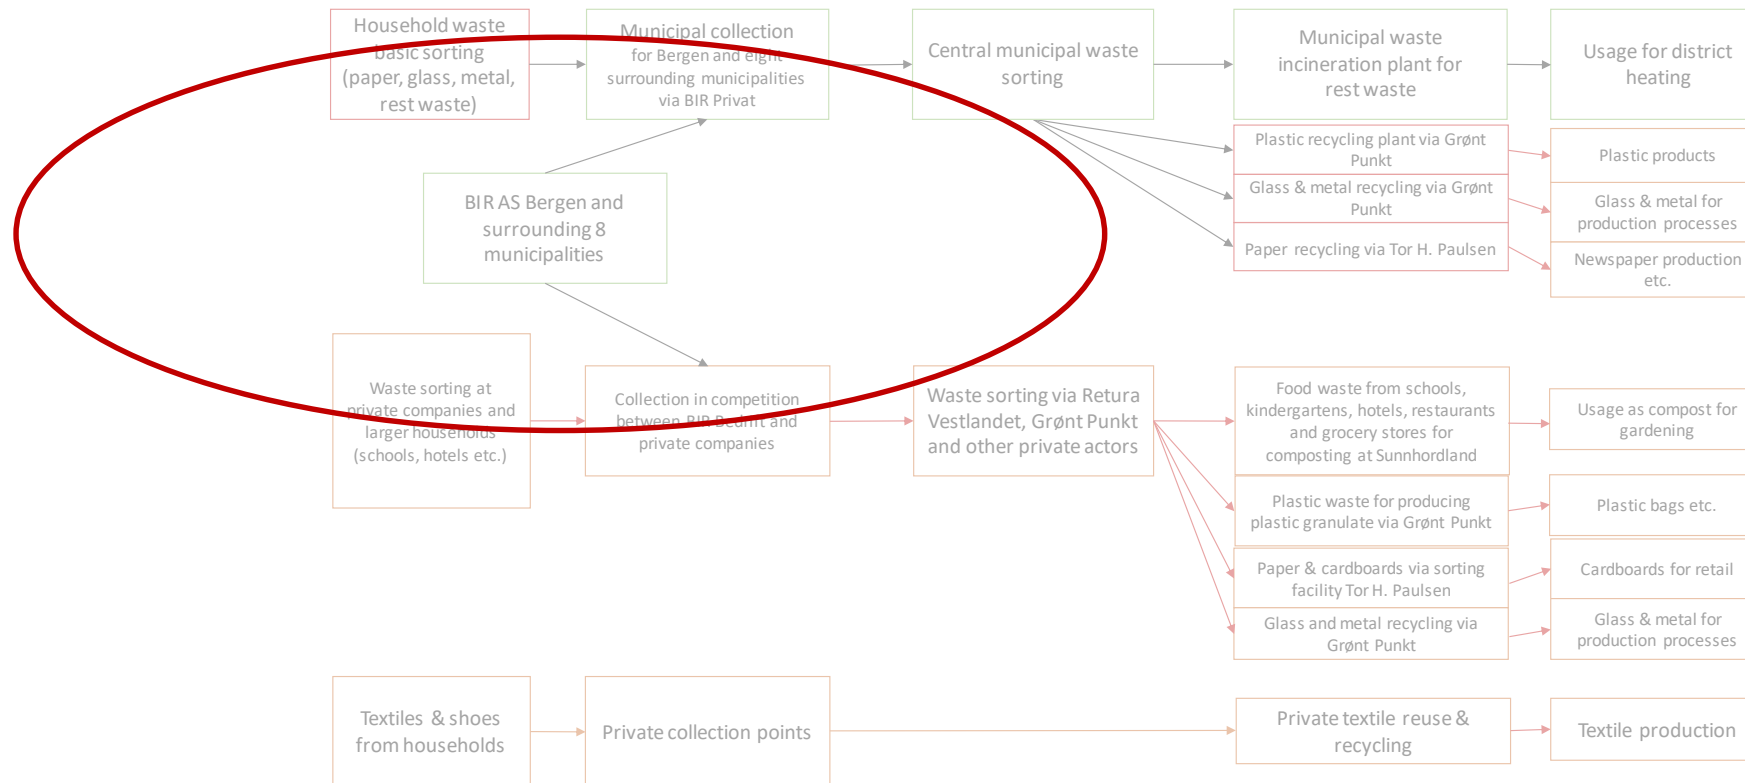 Household waste
basic sorting
(paper, glass, metal,
rest waste)
Municipal collection
for Bergen and eight
surrounding municipalities
via BIR Privat
Central municipal waste
sorting
Municipal waste
incineration plant for
rest waste
Usage for district
heating
Plastic recycling plant via Grønt
Punkt
Plastic products
Glass & metal recycling via Grønt
Punkt
Glass & metal for
production processes
Paper recycling via Tor H. Paulsen
Newspaper production
etc.
BIR AS Bergen and
surrounding 8
municipalities
Waste sorting at
private companies and
larger households
(schools, hotels etc.)
Collection in competition
between BIR Bedrift and
private companies
Waste sorting via Retura
Vestlandet, Grønt Punkt
and other private actors
Food waste from schools,
kindergartens, hotels, restaurants
and grocery stores for
composting at Sunnhordland
Usage as compost for
gardening
Plastic waste for producing
plastic granulate via Grønt Punkt
Plastic bags etc.
Paper & cardboards via sorting
facility Tor H. Paulsen
Cardboards for retail
Glass and metal recycling via
Grønt Punkt
Glass & metal for
production processes
Textiles & shoes
from households
Private collection points
Private textile reuse &
recycling
Textile production